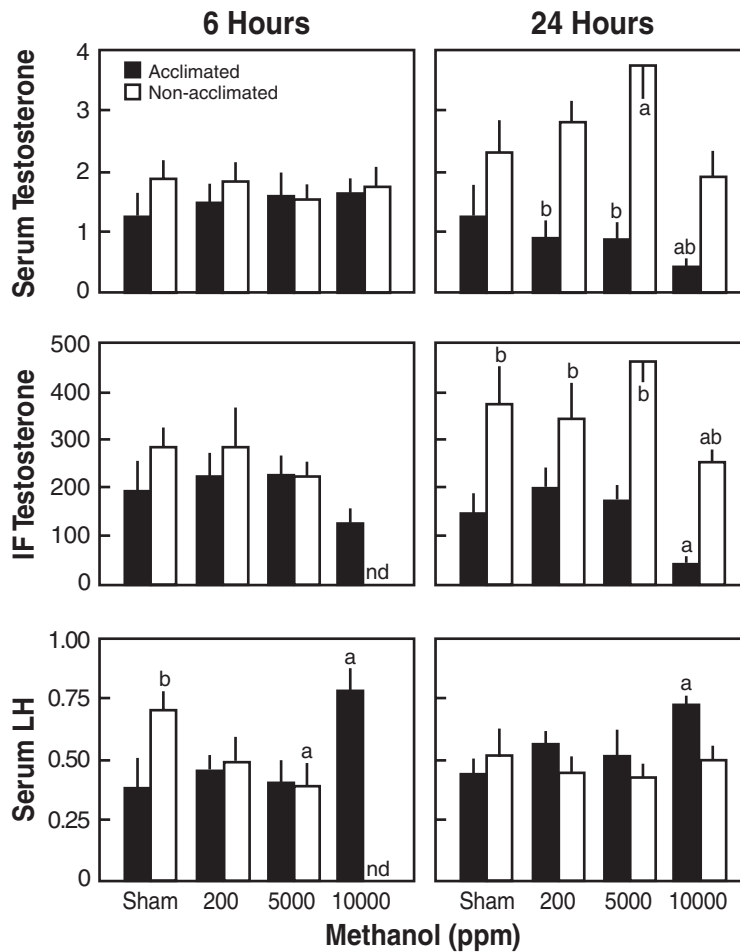 6 Hours
24 Hours
Serum Testosterone
4
3
2
1
0
Acclimated
Non-acclimated
b
b
a
ab
IF Testosterone
500
400
300
200
100
0
nd
b
b
b
a
ab
Serum LH
1.00
0.75
0.50
0.25
0
b
a
a
nd
a
Sham
200
5000
10000
Sham
200
5000
10000
Methanol (ppm)